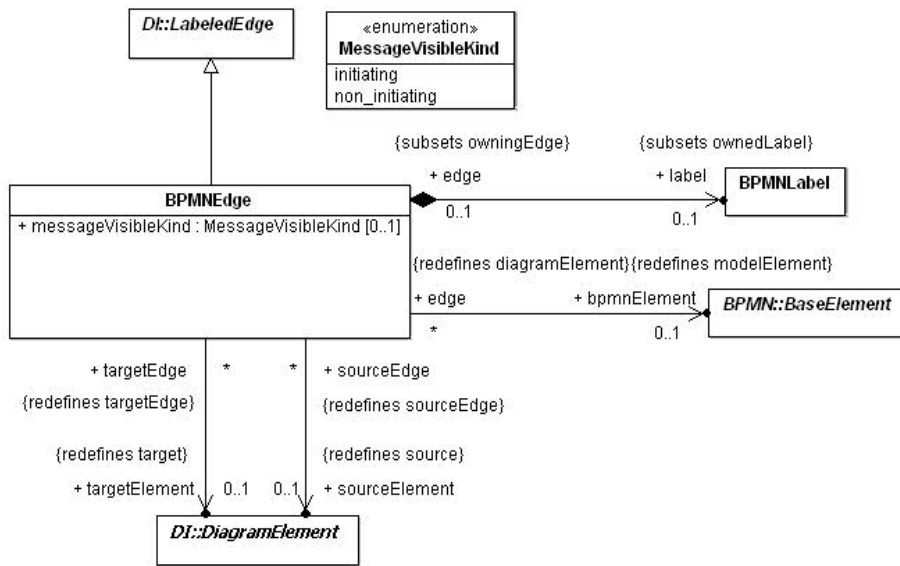 DI::LabeledEdge
«enumeration»
MessageVisibleKind
initiating
non_initiating
{subsets owningEdge}
{subsets ownedLabel}
+ edge
+ label
BPMNLabel
0..1
0..1
BPMNEdge
+ messageVisibleKind : MessageVisibleKind [0..1]
{redefines diagramElement}
{redefines modelElement}
+ edge
+ bpmnElement
BPMN::BaseElement
*
0..1
+ targetEdge
*
*
+ sourceEdge
{redefines targetEdge}
{redefines sourceEdge}
{redefines target}
{redefines source}
+ targetElement
0..1
0..1
+ sourceElement
DI::DiagramElement